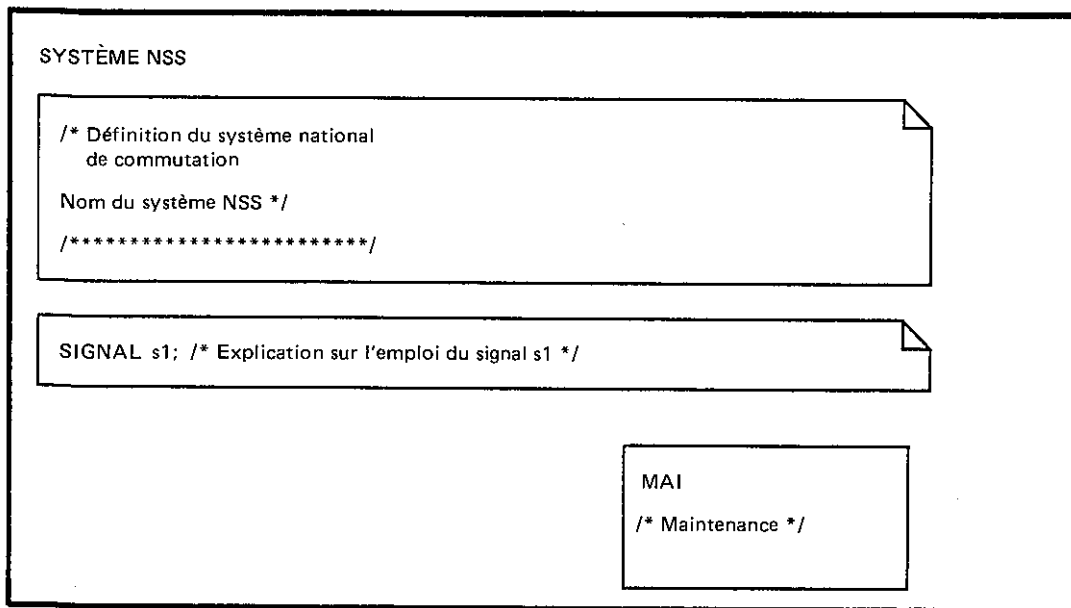 SYSTÈME NSS
/* Définition du système national
de commutation
Nom du système NSS */
/**************************/
SIGNAL s1; /* Explication sur l'emploi du signal s1 */
MAI
/* Maintenance */